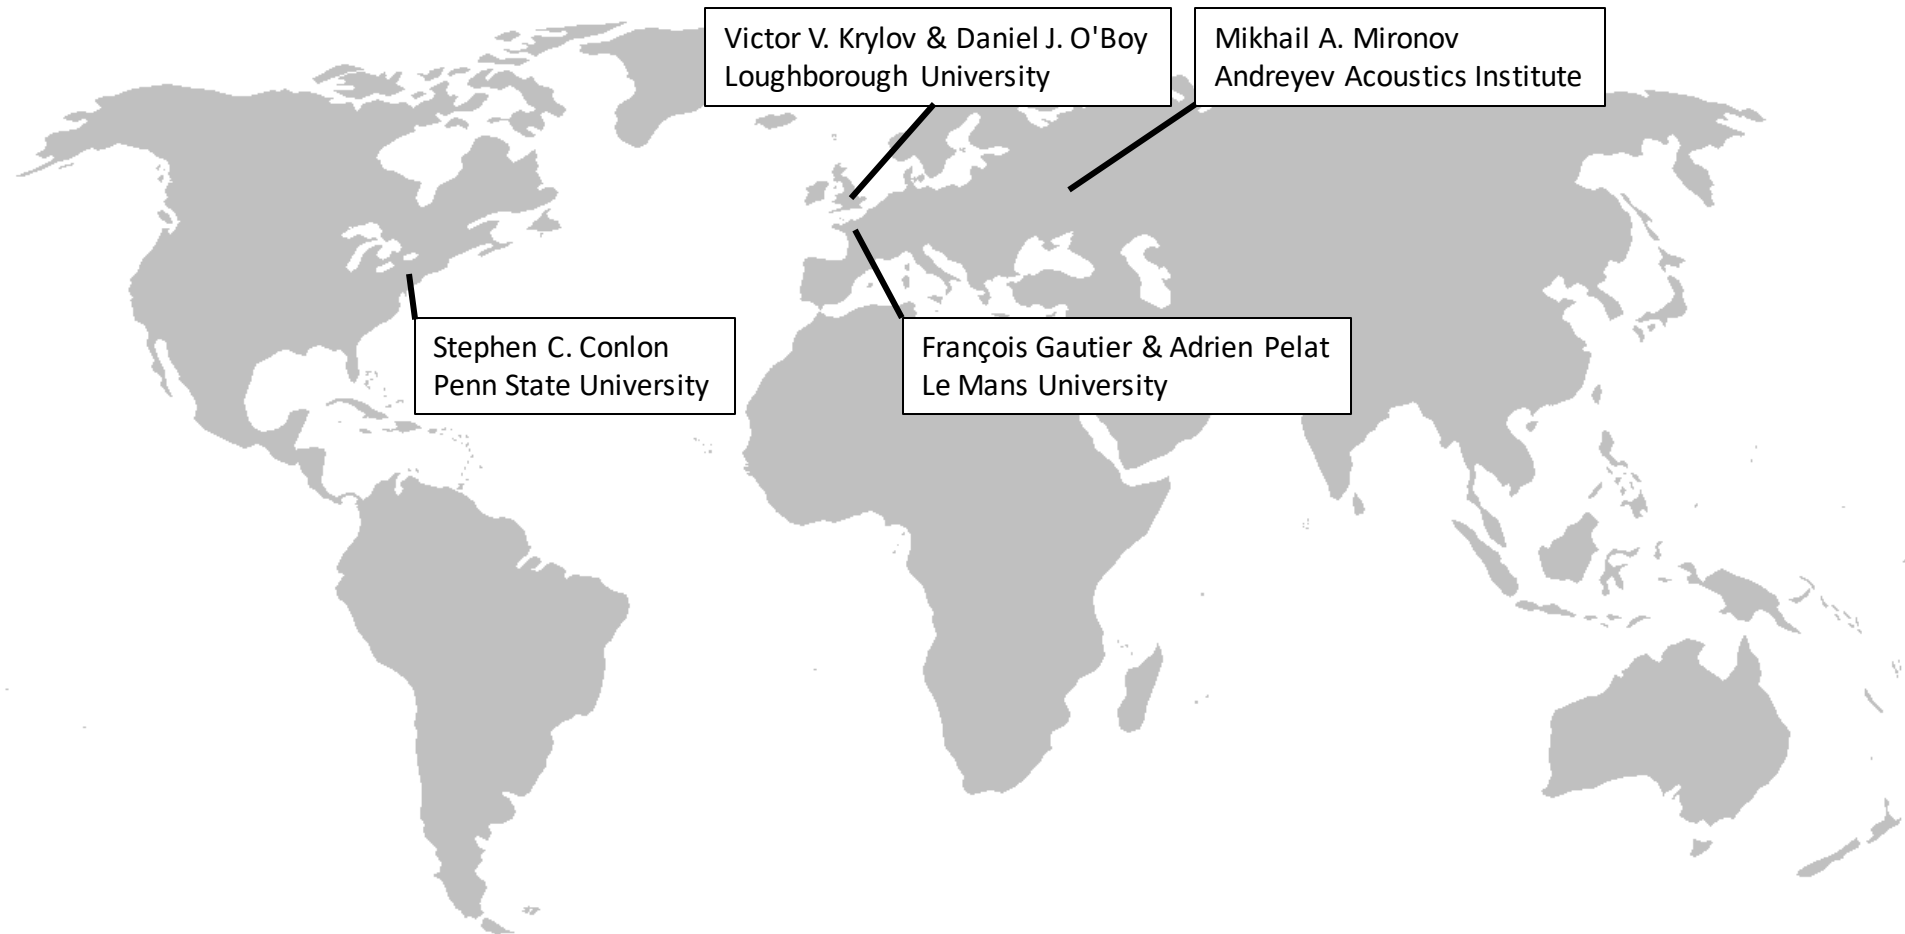 Victor V. Krylov & Daniel J. O'Boy
Loughborough University
Mikhail A. Mironov
Andreyev Acoustics Institute
Stephen C. Conlon
Penn State University
François Gautier & Adrien Pelat
Le Mans University